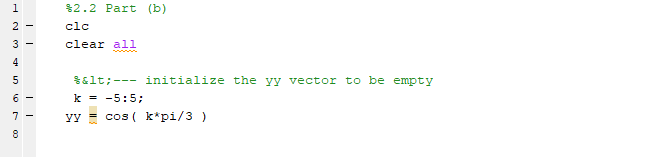 1 %2.2 Part (b)
2 - clc
3 - clear all
4
5 %&lt;--- initialize the yy vector to be empty
6 - k = -5:5;
7 - yy = cos( k*pi/3 )
8